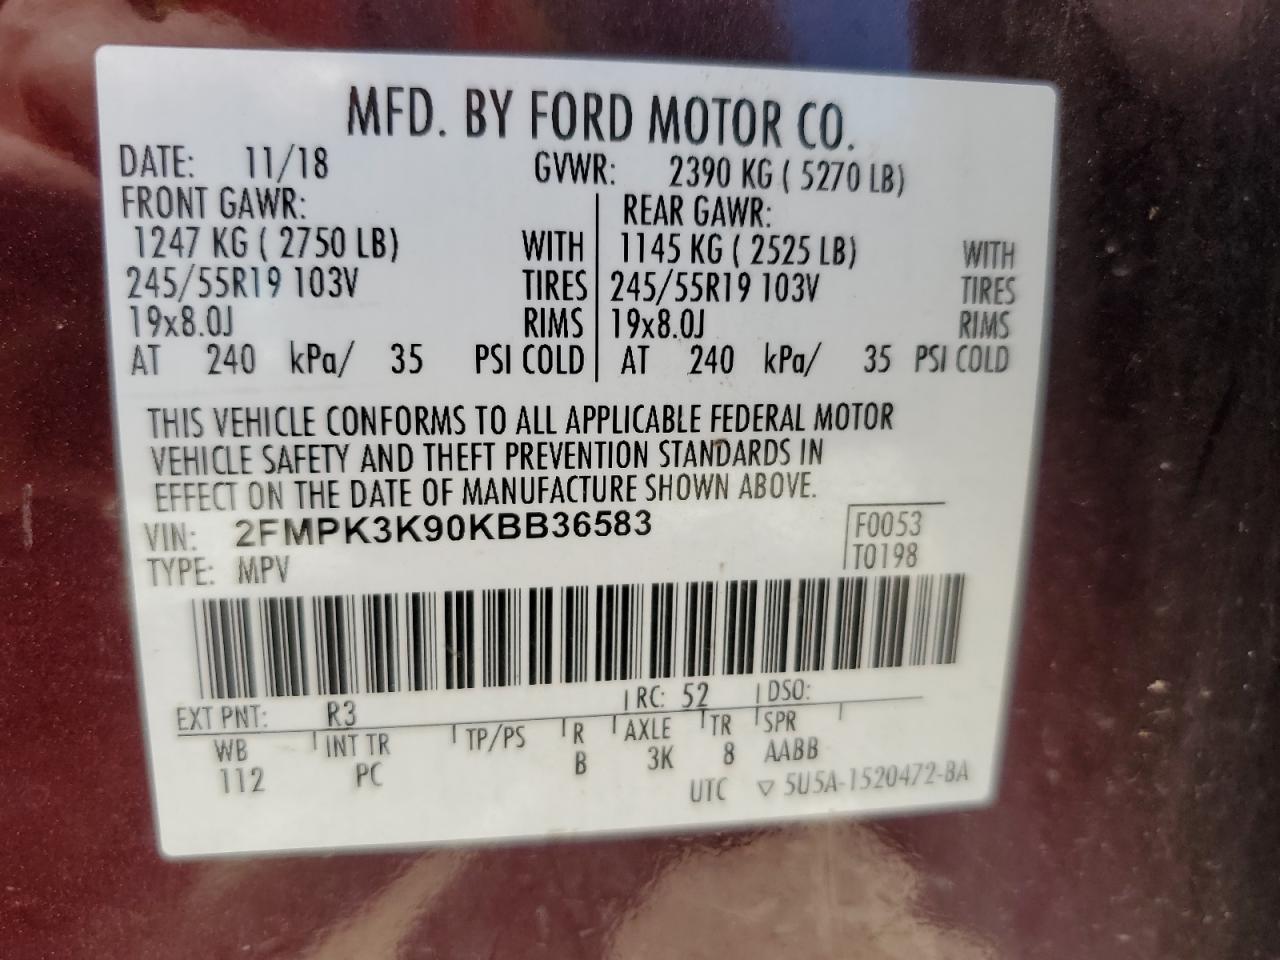 MFD. BY FORD MOTOR CO.
DATE: 11/18 GVWR: 2390 KG ( 5270 LB)
FRONT GAWR: REAR GAWR:
1247 KG ( 2750 LB) WITH 1145 KG ( 2525 LB) WITH
245/55R19 103V TIRES 245/55R19 103V TIRES
19x8.0J RIMS 19x8.0J RIMS
AT 240 kPa/ 35 PSI COLD AT 240 kPa/ 35 PSI COLD
THIS VEHICLE CONFORMS TO ALL APPLICABLE FEDERAL MOTOR
VEHICLE SAFETY AND THEFT PREVENTION STANDARDS IN
EFFECT ON THE DATE OF MANUFACTURE SHOWN ABOVE.
VIN: 2FMPK3K90KBB36583 F0053
TYPE: MPV T0198
EXT PNT: R3 RC: 52 DSO:
WB INT TR TP/PS R AXLE TR SPR
112 PC B 3K 8 AABB
UTC ▽ 5U5A-1520472-BA